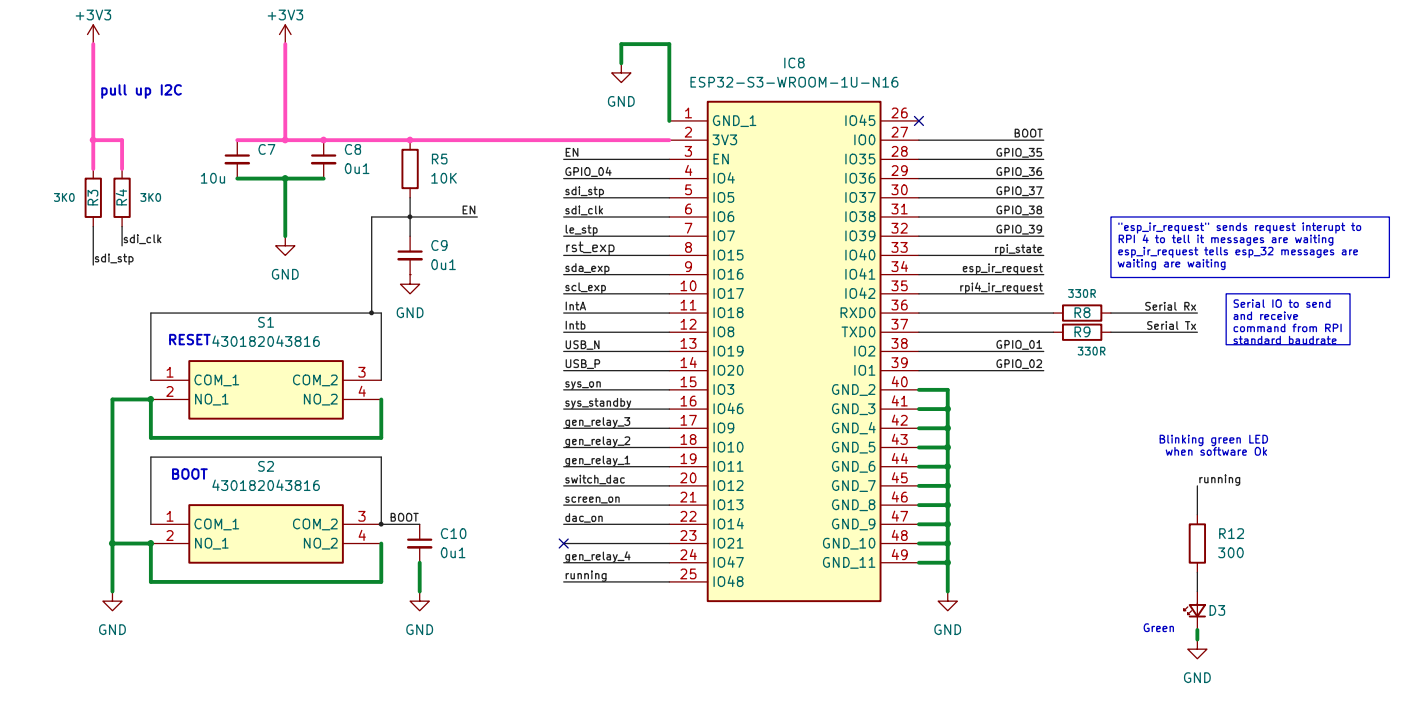 +3V3
+3V3
pull up I2C
C7
10u
C8
0u1
R5
10K
3K0
R3
R4
3K0
sdi_clk
sdi_stp
EN
C9
0u1
GND
GND
S1
RESET
430182043816
1
COM_1
COM_2
3
2
NO_1
NO_2
4
S2
BOOT
430182043816
1
COM_1
COM_2
3
BOOT
2
NO_1
NO_2
4
C10
0u1
GND
GND
GND
IC8
ESP32-S3-WROOM-1U-N16
1
GND_1
2
3V3
EN
3
EN
GPIO_04
4
IO4
sdi_stp
5
IO5
sdi_clk
6
IO6
le_stp
7
IO7
rst_exp
8
IO15
sda_exp
9
IO16
scl_exp
10
IO17
IntA
11
IO18
Intb
12
IO8
USB_N
13
IO19
USB_P
14
IO20
sys_on
15
IO3
sys_standby
16
IO46
gen_relay_3
17
IO9
gen_relay_2
18
IO10
gen_relay_1
19
IO11
switch_dac
20
IO12
screen_on
21
IO13
dac_on
22
IO14
23
IO21
gen_relay_4
24
IO47
running
25
IO48
IO45
26
IO0
27
BOOT
IO35
28
GPIO_35
IO36
29
GPIO_36
IO37
30
GPIO_37
IO38
31
GPIO_38
IO39
32
GPIO_39
IO40
33
rpi_state
IO41
34
esp_ir_request
IO42
35
rpi4_ir_request
RXD0
36
TXD0
37
IO2
38
GPIO_01
IO1
39
GPIO_02
GND_2
40
GND_3
41
GND_4
42
GND_5
43
GND_6
44
GND_7
45
GND_8
46
GND_9
47
GND_10
48
GND_11
49
GND
330R
R8
Serial Rx
R9
Serial Tx
330R
"esp_ir_request" sends request interupt to
RPI 4 to tell it messages are waiting
esp_ir_request tells esp_32 messages are
waiting are waiting
Serial IO to send
and receive
command from RPI
standard baudrate
Blinking green LED
when software Ok
running
R12
300
D3
Green
GND